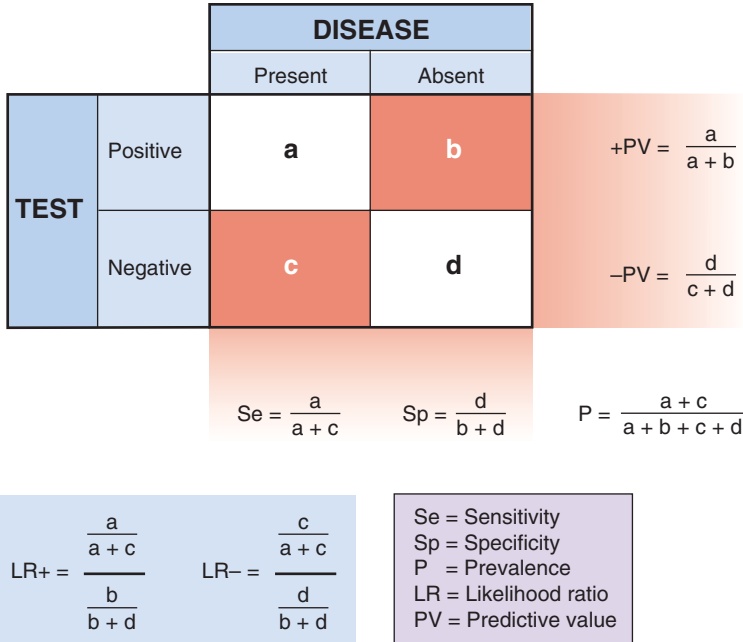 DISEASE
Present Absent
TEST
Positive a b
+PV = a / a + b
Negative c d
–PV = d / c + d
Se = a / a + c
Sp = d / b + d
P = a + c / a + b + c + d
LR+ = a / a + c / b / b + d
LR– = c / a + c / d / b + d
Se = Sensitivity
Sp = Specificity
P = Prevalence
LR = Likelihood ratio
PV = Predictive value